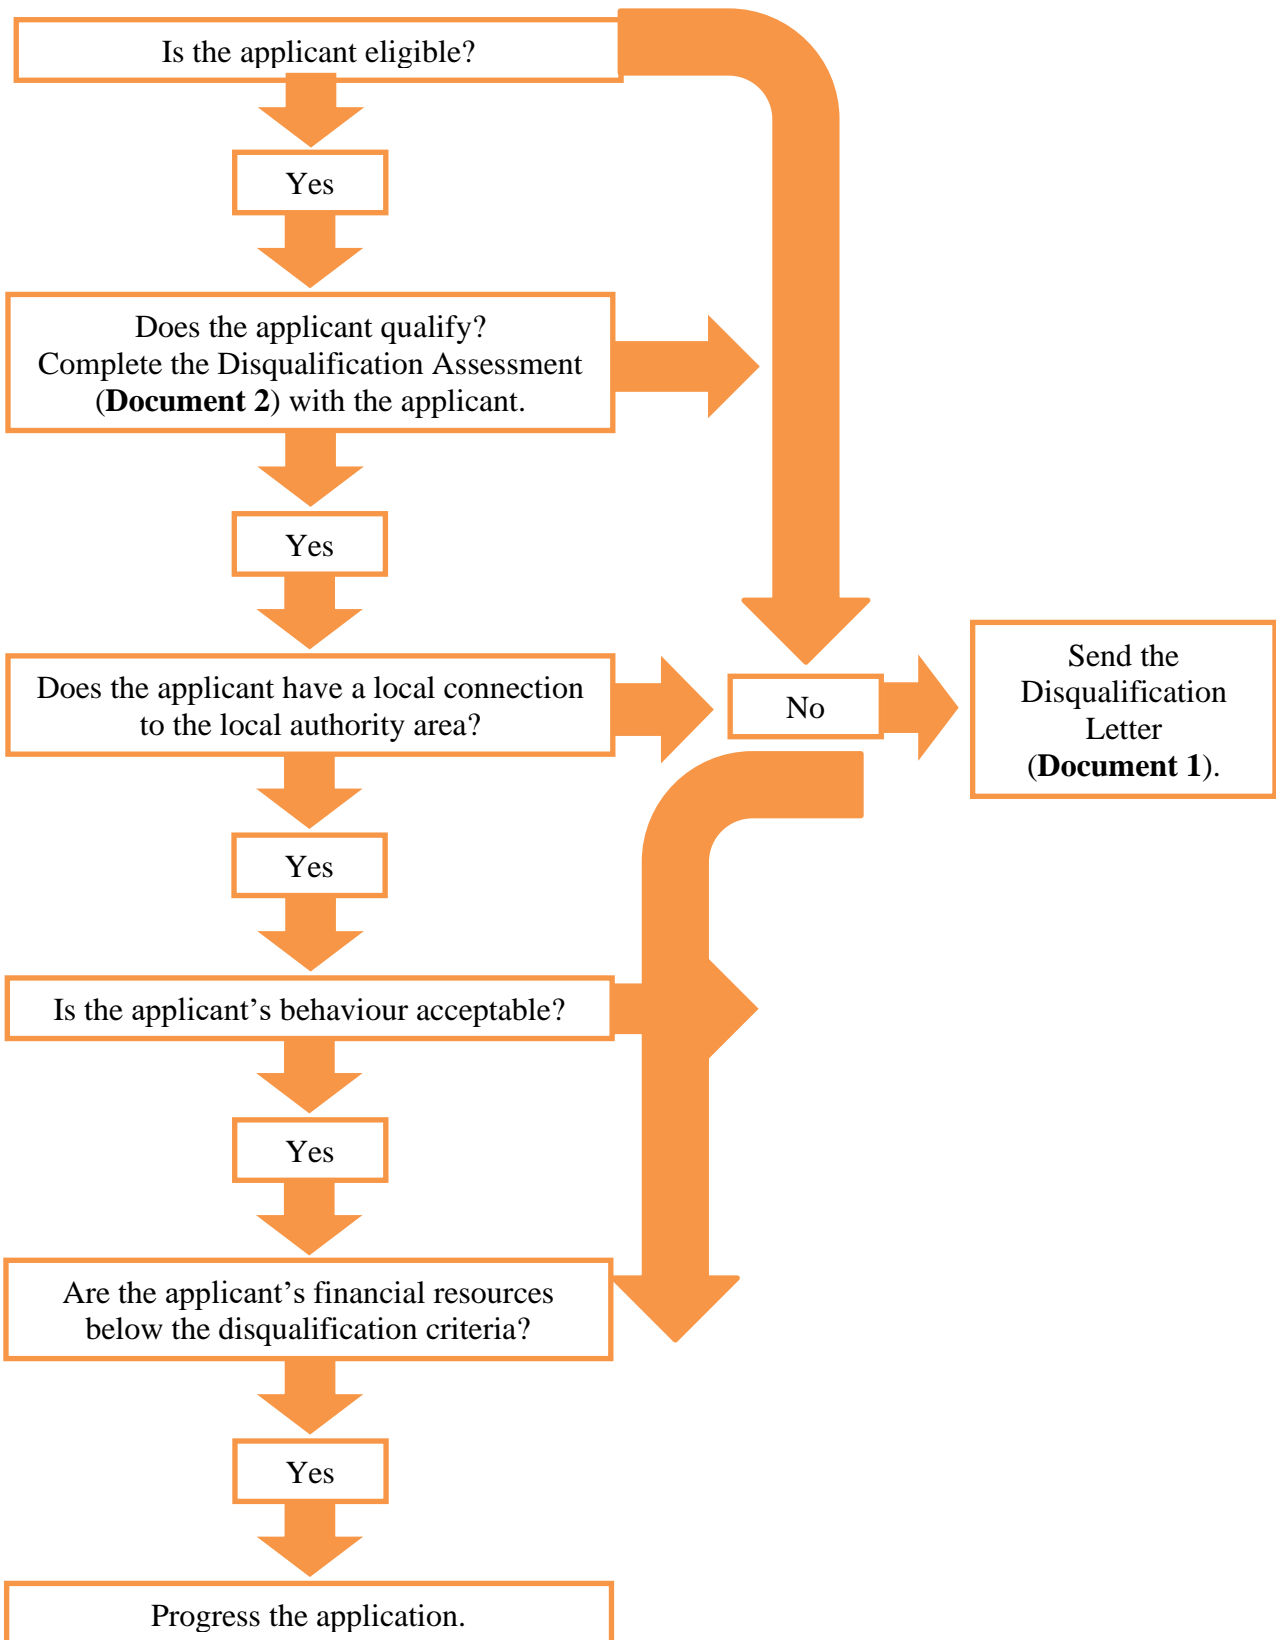 Is the applicant eligible?
Yes
Does the applicant qualify?
Complete the Disqualification Assessment
(Document 2) with the applicant.
Yes
Does the applicant have a local connection
to the local authority area?
No
Send the
Disqualification
Letter
(Document 1).
Yes
Is the applicant’s behaviour acceptable?
Yes
Are the applicant’s financial resources
below the disqualification criteria?
Yes
Progress the application.